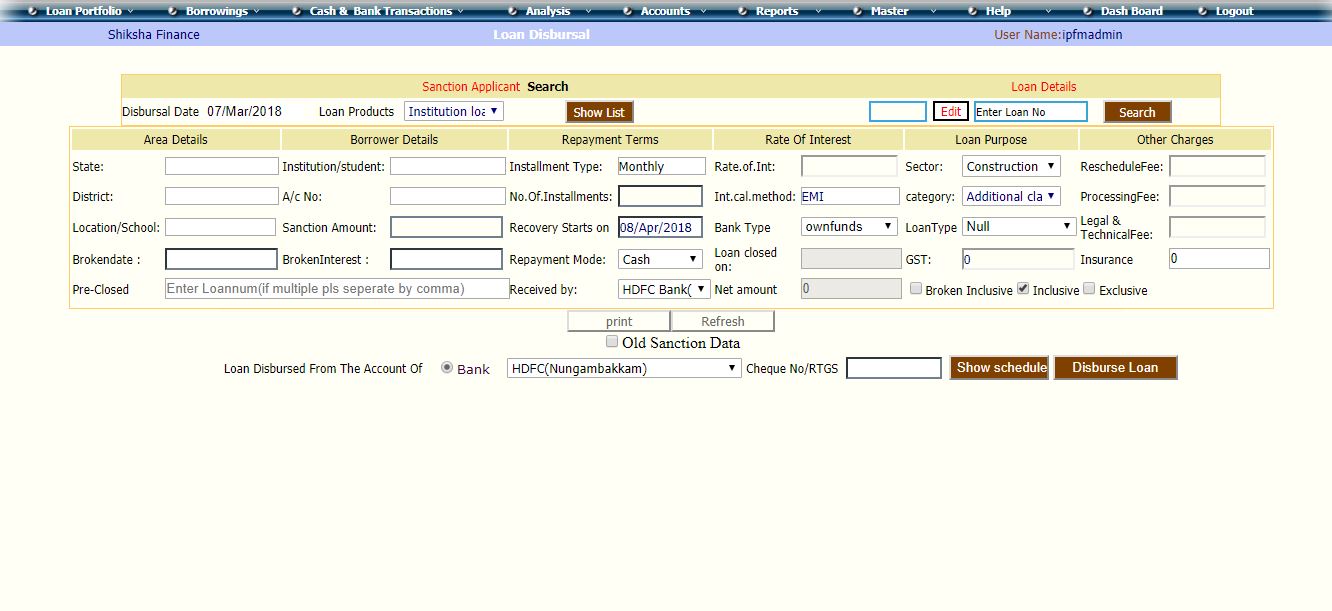 Loan Portfolio Borrowings Cash & Bank Transactions Analysis Accounts Reports Master Help Dash Board Logout
Shiksha Finance Loan Disbursal User Name:ipfmadmin
Sanction Applicant Search Loan Details
Disbursal Date 07/Mar/2018 Loan Products Institution loa Show List Edit Enter Loan No Search
Area Details Borrower Details Repayment Terms Rate Of Interest Loan Purpose Other Charges
State: Institution/student: Installment Type: Monthly Rate.of.Int: Sector: Construction RescheduleFee:
District: A/c No: No.Of.Installments: Int.cal.method: EMI category: Additional cla ProcessingFee:
Location/School: Sanction Amount: Recovery Starts on 08/Apr/2018 Bank Type ownfunds LoanType Null Legal & TechnicalFee:
Brokendate : BrokenInterest : Repayment Mode: Cash Loan closed on: GST: 0 Insurance 0
Pre-Closed Enter Loannum(if multiple pls seperate by comma) Received by: HDFC Bank( Net amount 0 Broken Inclusive Inclusive Exclusive
print Refresh
Old Sanction Data
Loan Disbursed From The Account Of Bank HDFC(Nungambakkam) Cheque No/RTGS Show schedule Disburse Loan